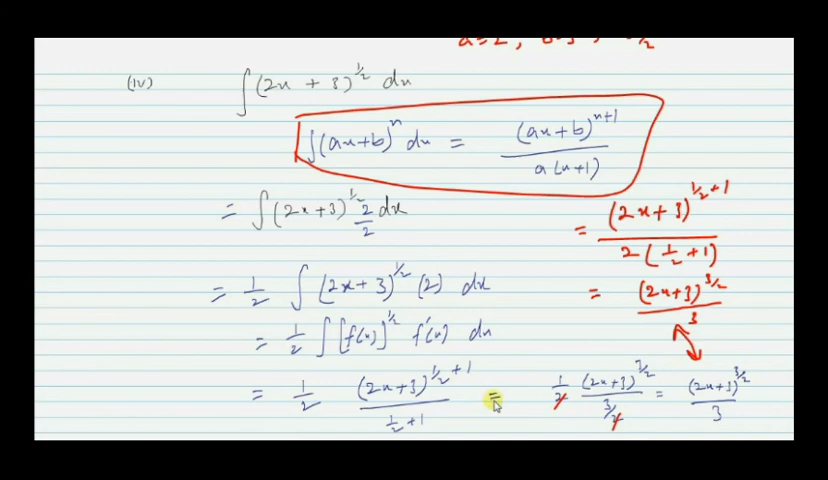 a=2,
(iv) ∫(2x + 3)^½ dx
∫(ax+b)^n dx = (ax+b)^(n+1) / a(n+1)
= ∫(2x+3)^½ 2/2 dx
= (2x+3)^(½+1) / 2(½+1)
= ½ ∫(2x+3)^½ (2) dx
= (2x+3)^(3/2) / 3
= ½ ∫[f(x)]^½ f'(x) dx
= ½ (2x+3)^(½+1) / (½+1) = ½ (2x+3)^(3/2) / (3/2) = (2x+3)^(3/2) / 3